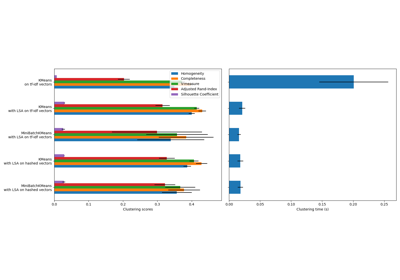 Homogeneity
Completeness
V-measure
Adjusted Rand-Index
Silhouette Coefficient
KMeans
on tf-idf vectors
KMeans
with LSA on tf-idf vectors
MiniBatchKMeans
with LSA on tf-idf vectors
KMeans
with LSA on hashed vectors
MiniBatchKMeans
with LSA on hashed vectors
0.0 0.1 0.2 0.3 0.4
Clustering scores
0.00 0.05 0.10 0.15 0.20 0.25
Clustering time (s)